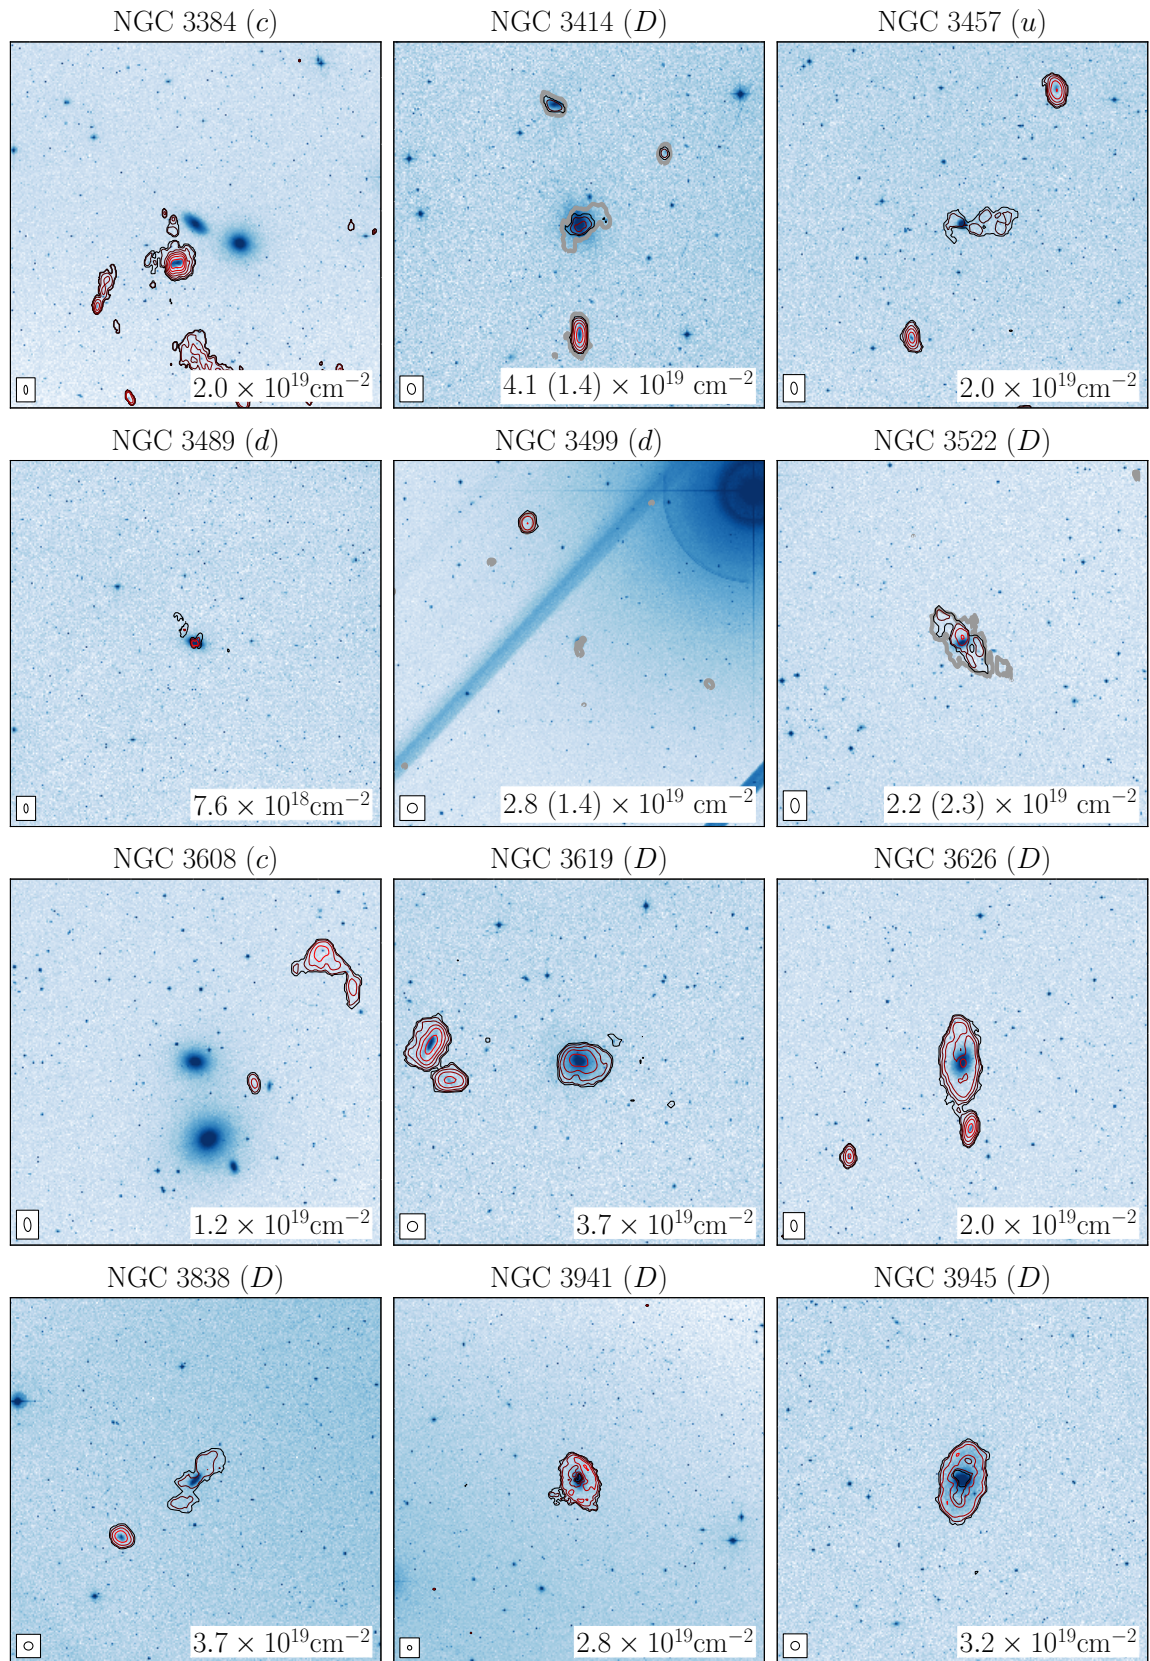 NGC 3384 (c)
NGC 3414 (D)
NGC 3457 (u)
2.0 × 10^19 cm^−2
4.1 (1.4) × 10^19 cm^−2
2.0 × 10^19 cm^−2
NGC 3489 (d)
NGC 3499 (d)
NGC 3522 (D)
7.6 × 10^18 cm^−2
2.8 (1.4) × 10^19 cm^−2
2.2 (2.3) × 10^19 cm^−2
NGC 3608 (c)
NGC 3619 (D)
NGC 3626 (D)
1.2 × 10^19 cm^−2
3.7 × 10^19 cm^−2
2.0 × 10^19 cm^−2
NGC 3838 (D)
NGC 3941 (D)
NGC 3945 (D)
3.7 × 10^19 cm^−2
2.8 × 10^19 cm^−2
3.2 × 10^19 cm^−2